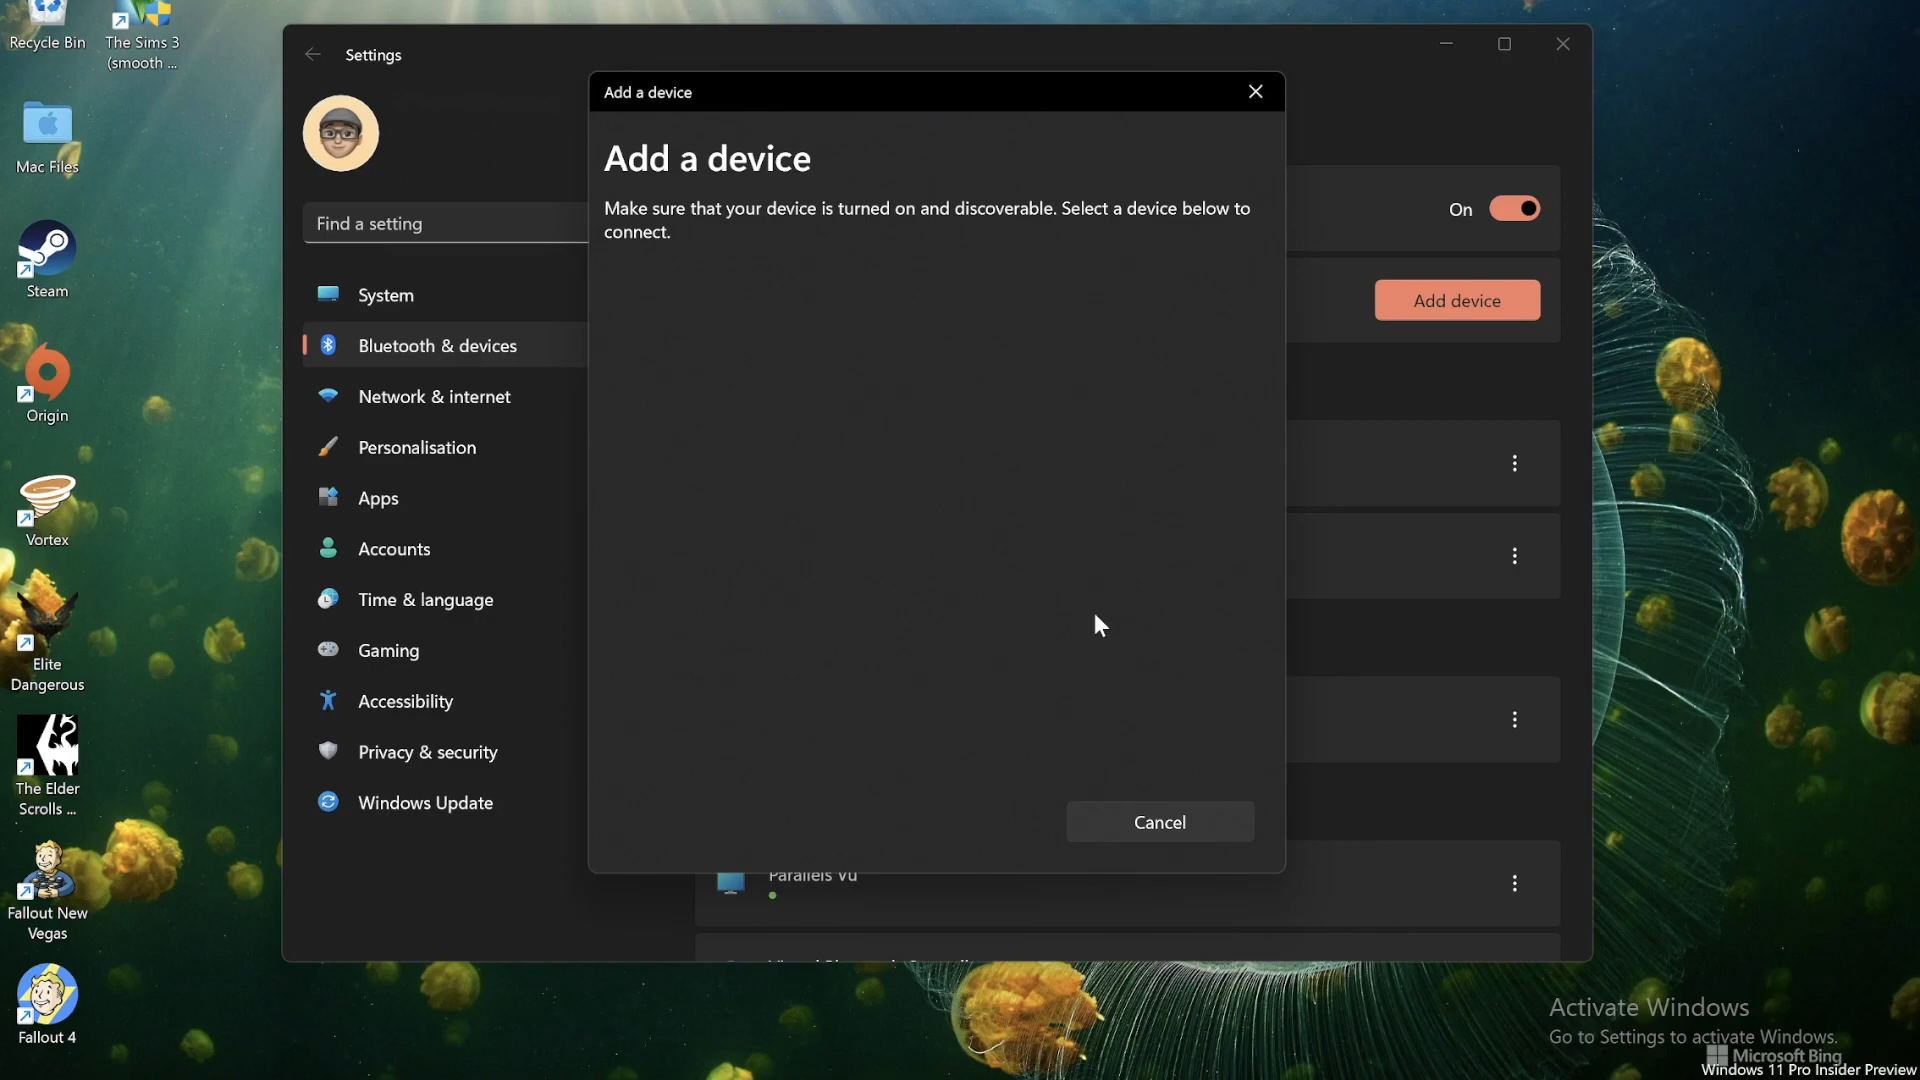 Recycle Bin
The Sims 3
(smooth ...
Mac Files
Steam
Origin
Vortex
Elite
Dangerous
The Elder
Scrolls ...
Fallout New
Vegas
Fallout 4
Settings
Find a setting
System
Bluetooth & devices
Network & internet
Personalisation
Apps
Accounts
Time & language
Gaming
Accessibility
Privacy & security
Windows Update
Add a device
Add a device
Make sure that your device is turned on and discoverable. Select a device below to
connect.
Cancel
On
Add device
Parallels Vu
Activate Windows
Go to Settings to activate Windows.
Microsoft Bing
Windows 11 Pro Insider Preview